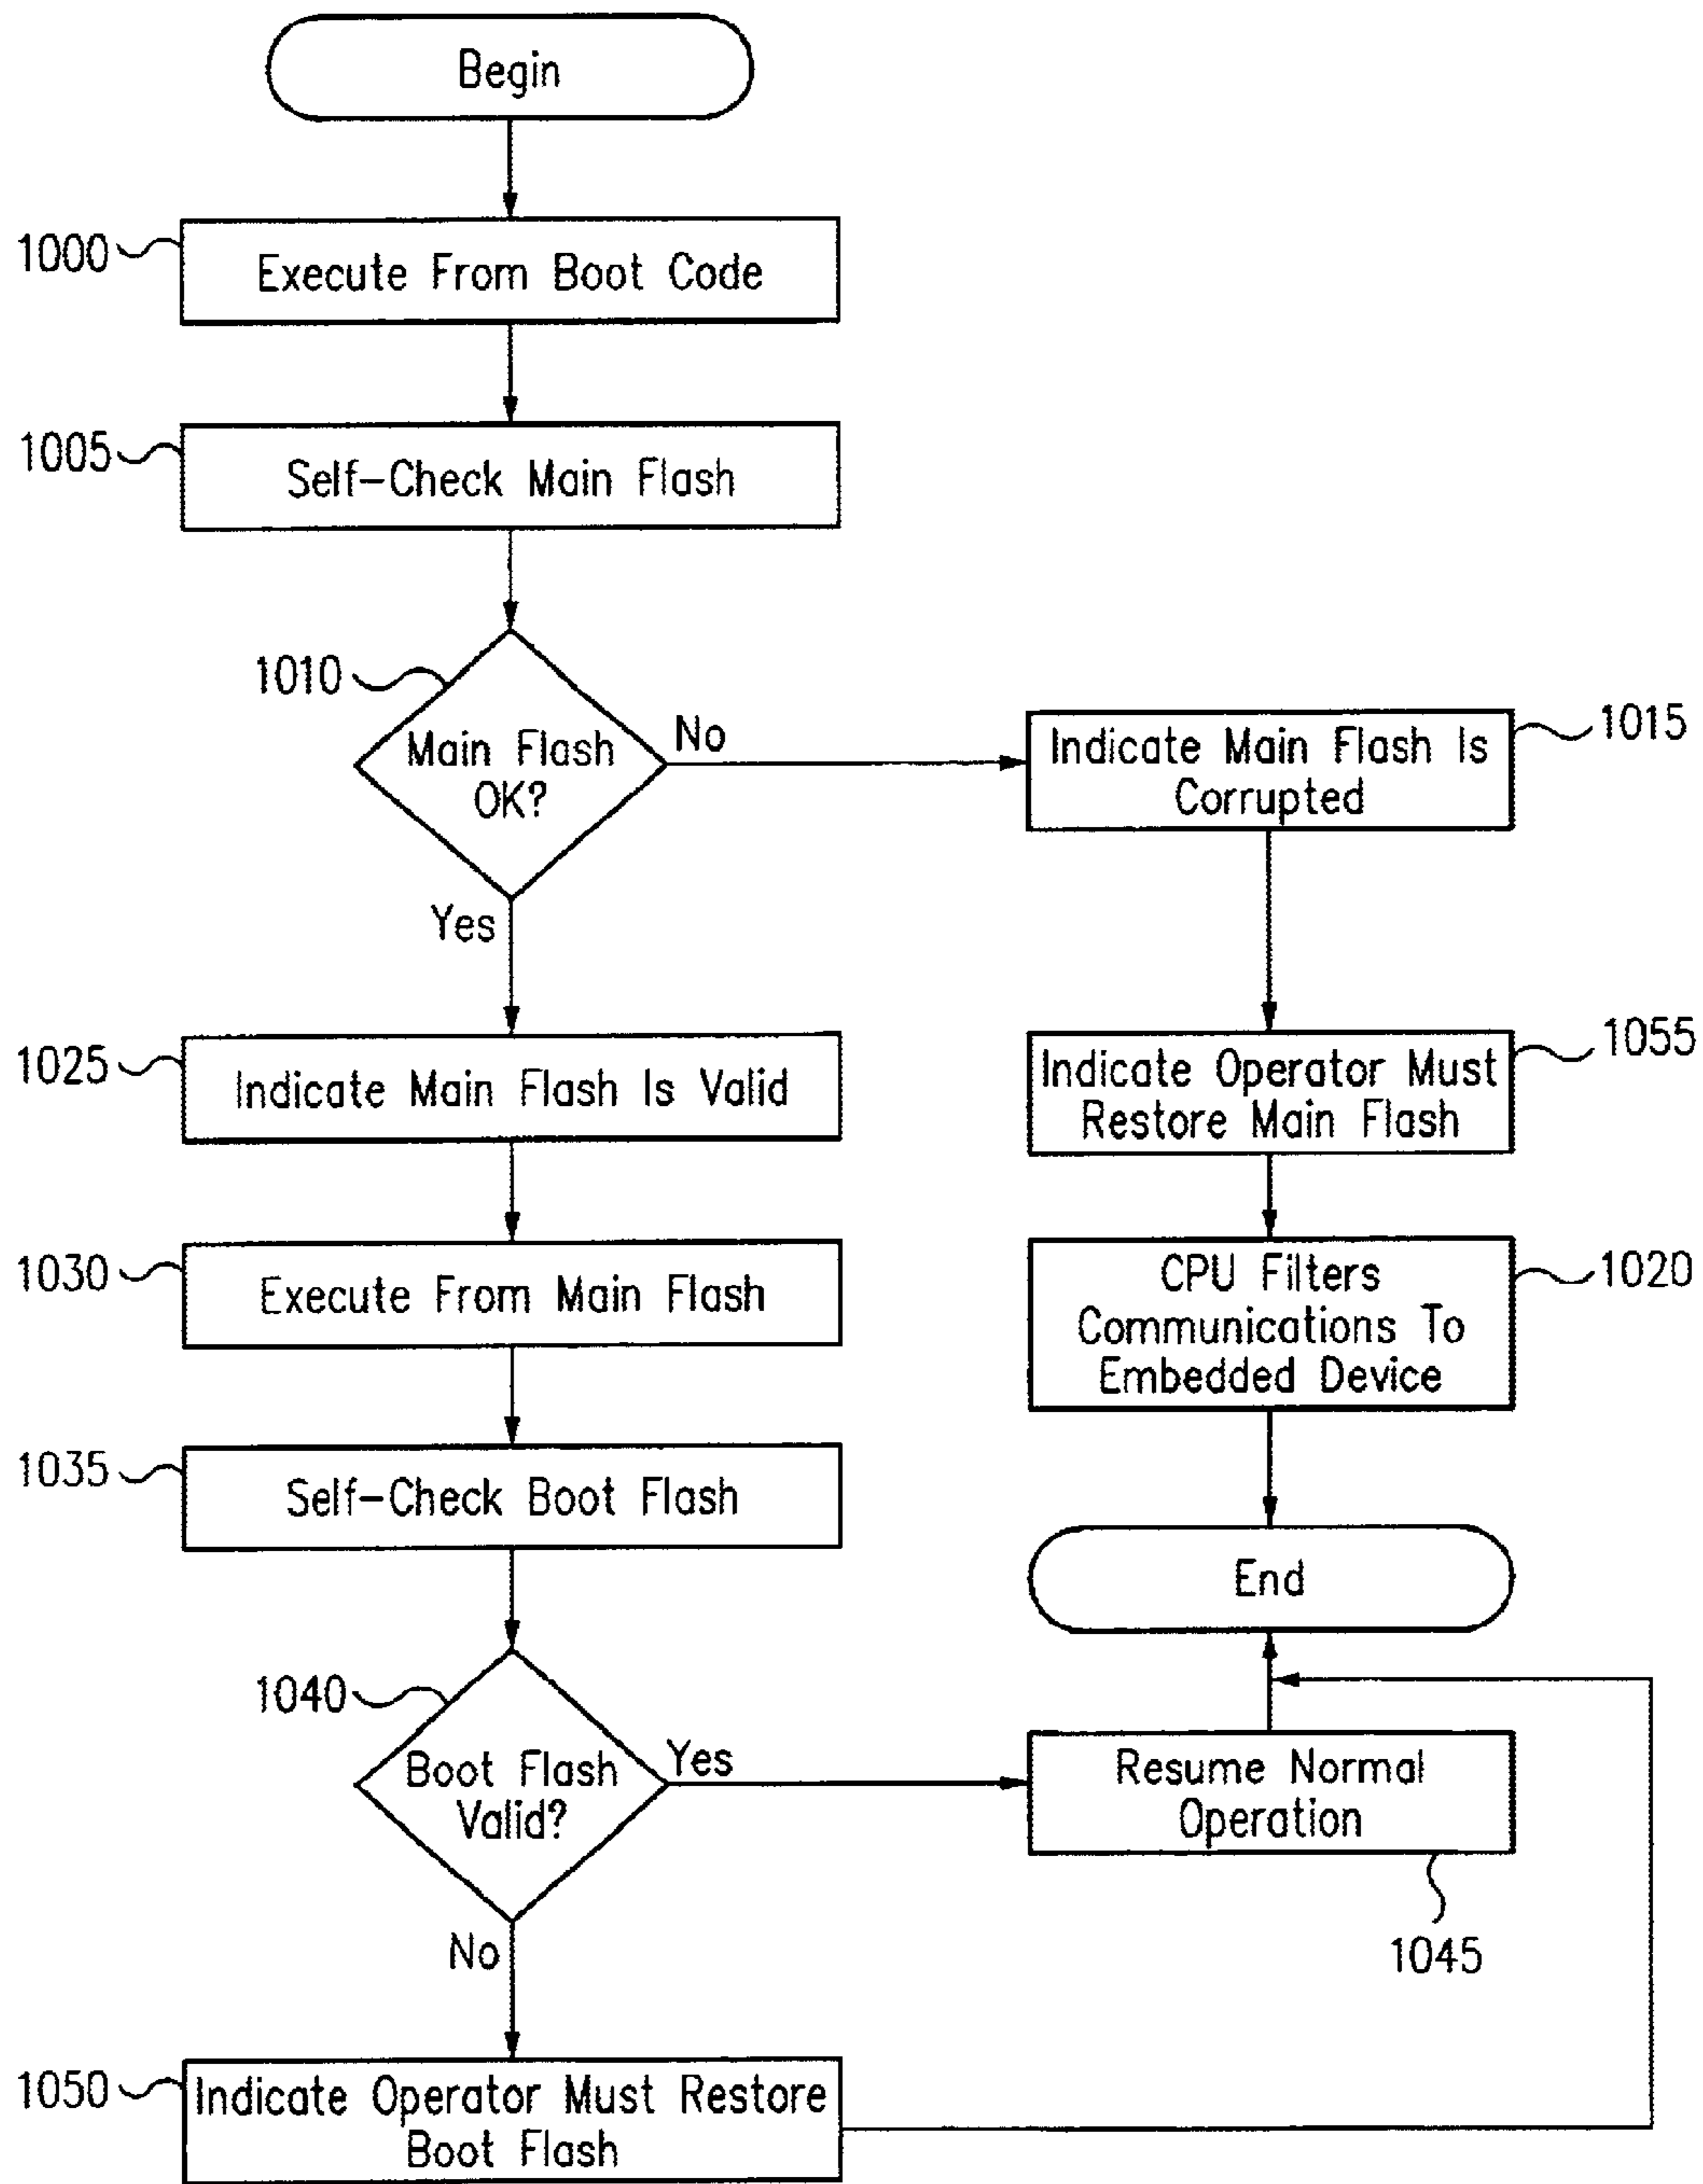 Begin
1000
Execute From Boot Code
1005
Self-Check Main Flash
1010
Main Flash
OK?
No
Yes
Indicate Main Flash Is
Corrupted
1015
1025
Indicate Main Flash Is Valid
Indicate Operator Must
Restore Main Flash
1055
1030
Execute From Main Flash
CPU Filters
Communications To
Embedded Device
1020
1035
Self-Check Boot Flash
End
1040
Boot Flash
Valid?
Yes
No
Resume Normal
Operation
1045
1050
Indicate Operator Must Restore
Boot Flash